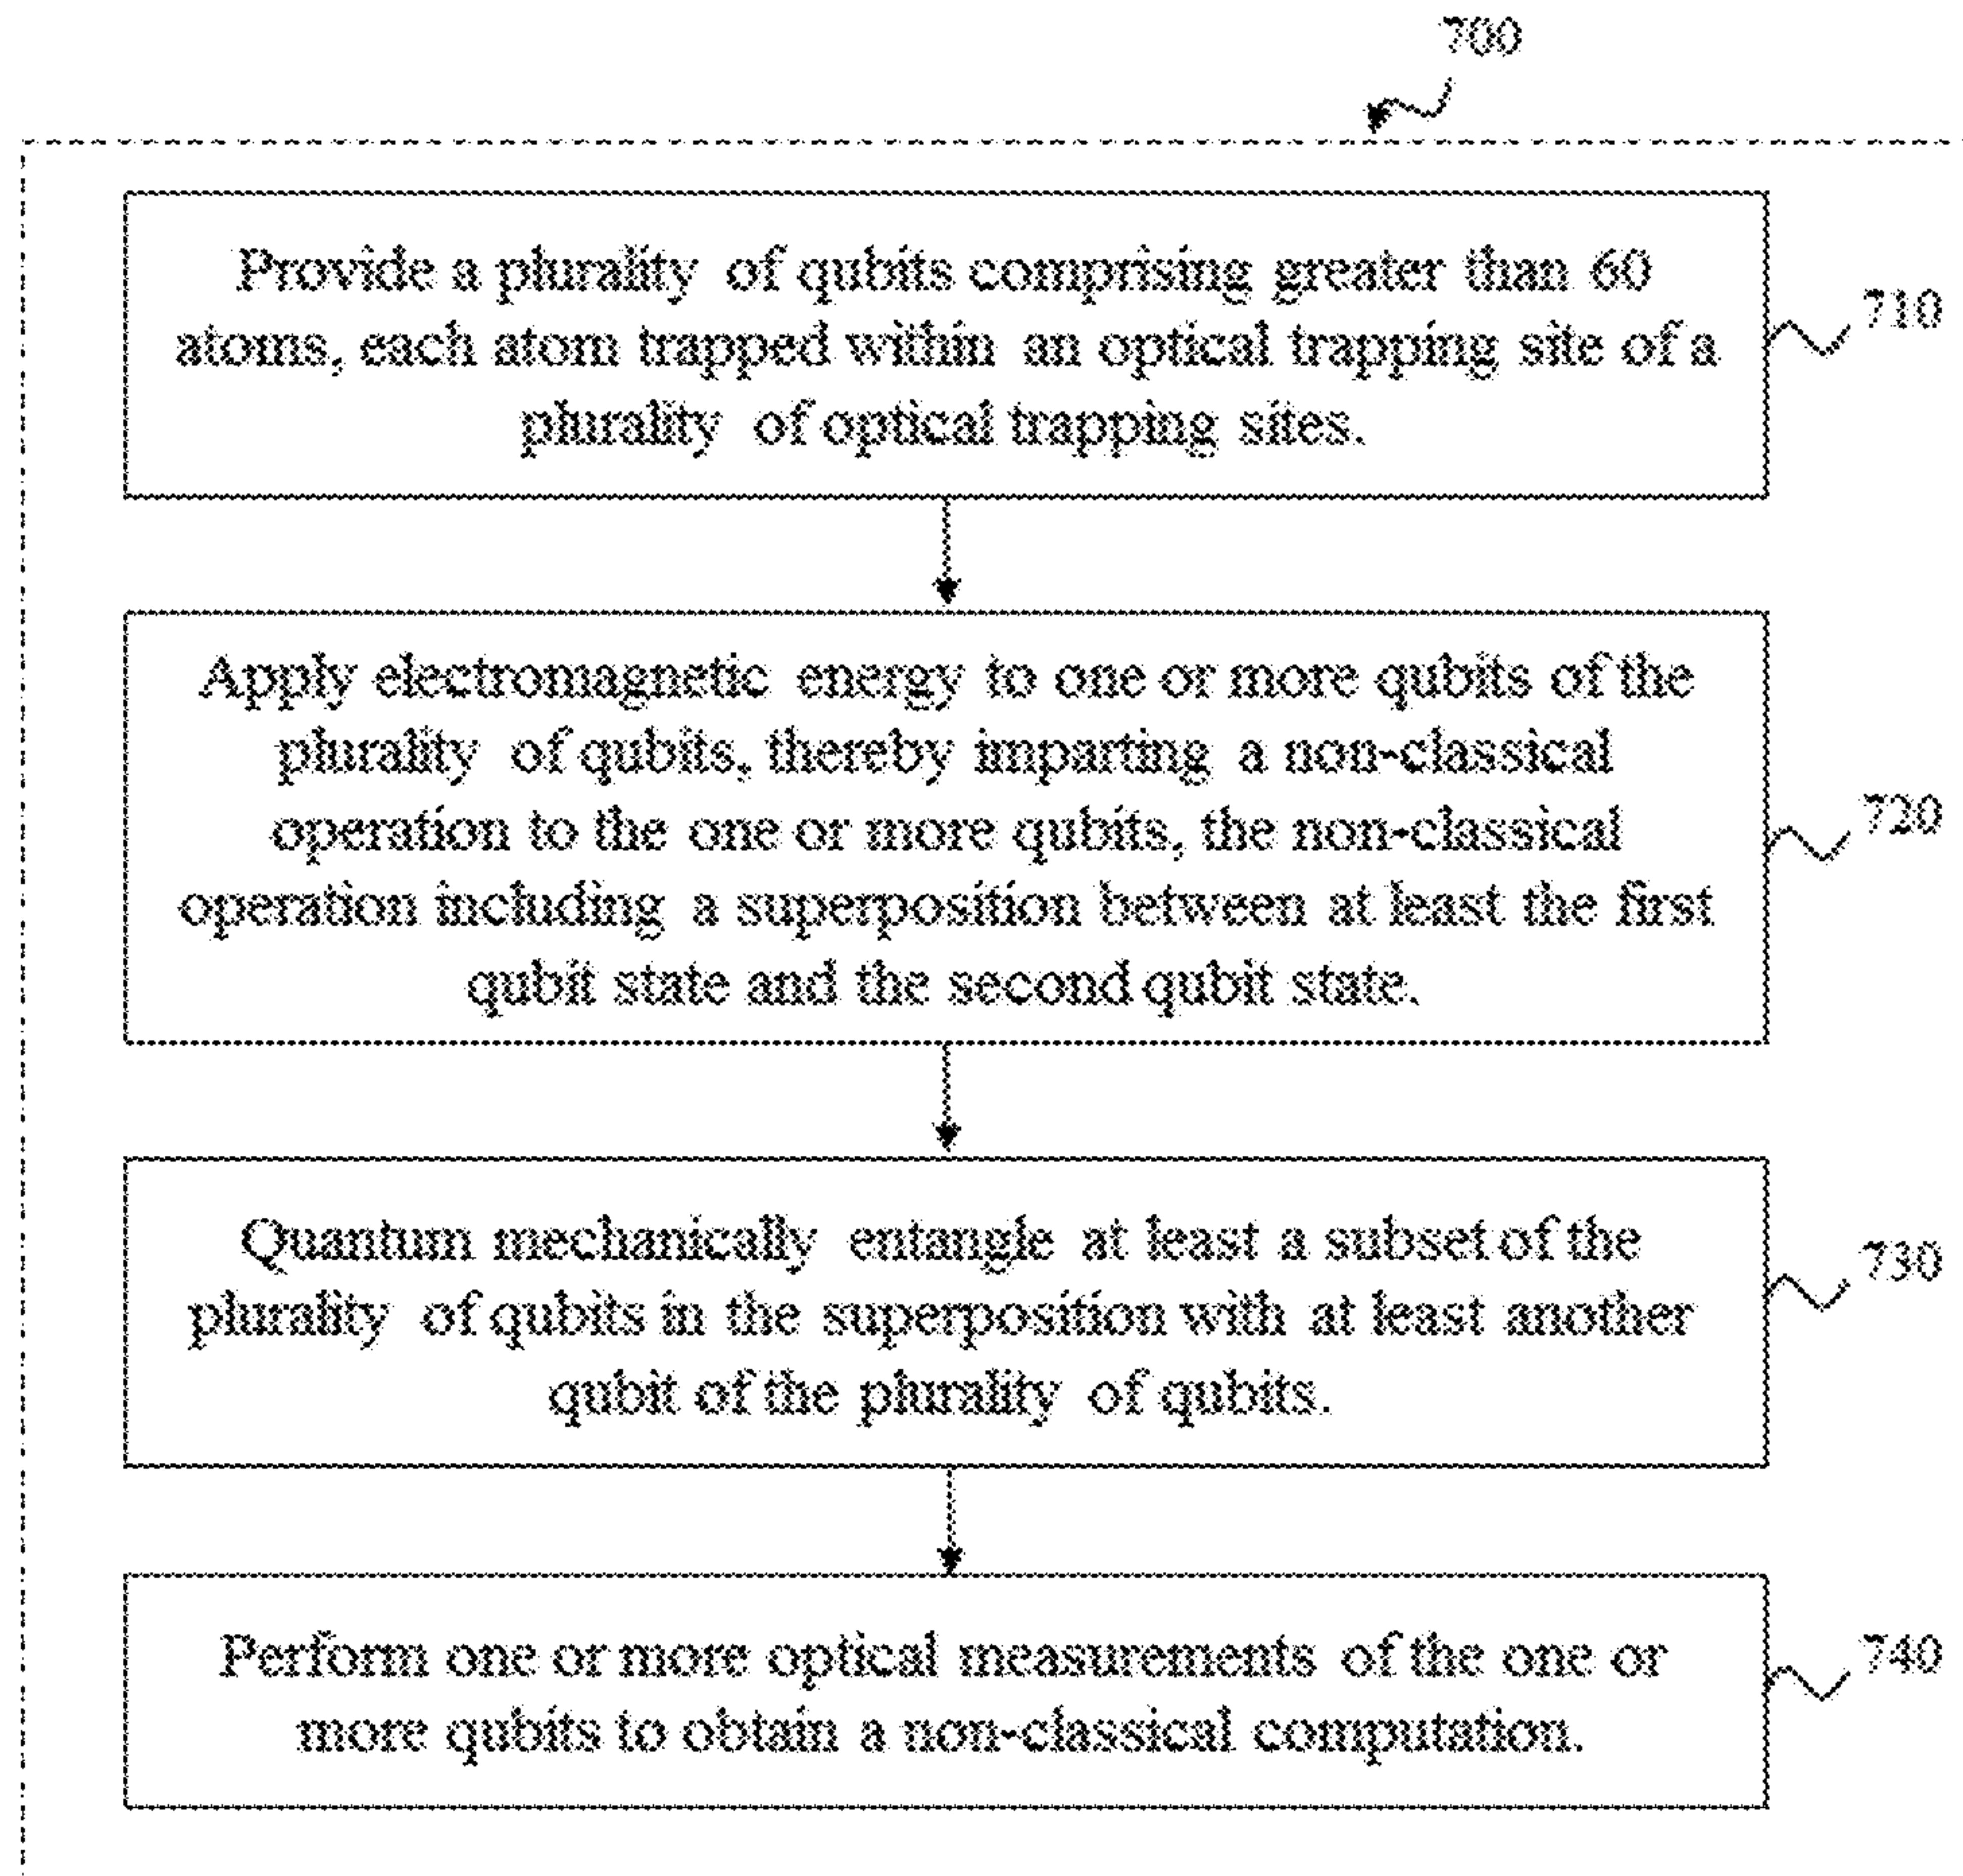 700
Provide a plurality of qubits comprising greater than 60
atoms, each atom trapped within an optical trapping site of a
plurality of optical trapping sites.
710
Apply electromagnetic energy to one or more qubits of the
plurality of qubits, thereby imparting a non-classical
operation to the one or more qubits, the non-classical
operation including a superposition between at least the first
qubit state and the second qubit state.
720
Quantum mechanically entangle at least a subset of the
plurality of qubits in the superposition with at least another
qubit of the plurality of qubits.
730
Perform one or more optical measurements of the one or
more qubits to obtain a non-classical computation.
740